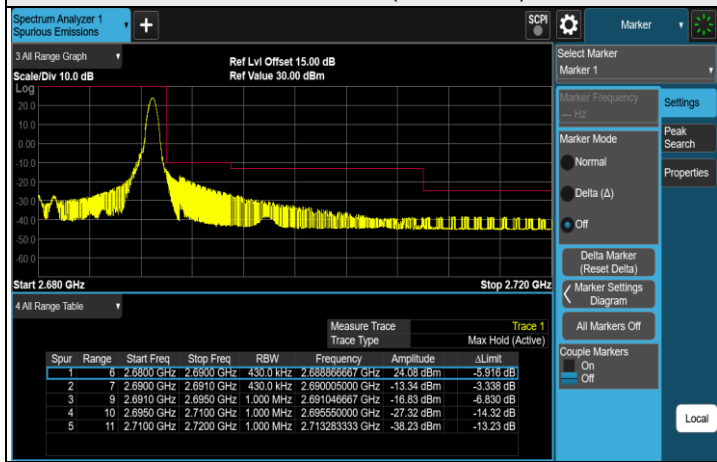 Spectrum Analyzer 1
Spurious Emissions
+
SCPI
Marker
3 All Range Graph
Ref Lvl Offset 15.00 dB
Scale/Div 10.0 dB
Ref Value 30.00 dBm
Log
20.0
10.0
0.00
-10.0
-20.0
-30.0
-40.0
-50.0
-60.0
Start 2.680 GHz
Stop 2.720 GHz
4 All Range Table
Measure Trace Trace 1
Trace Type Max Hold (Active)
Spur Range Start Freq Stop Freq RBW Frequency Amplitude ΔLimit
1 6 2.6800 GHz 2.6900 GHz 430.0 kHz 2.688866667 GHz 24.08 dBm -5.916 dB
2 7 2.6900 GHz 2.6910 GHz 430.0 kHz 2.690005000 GHz -13.34 dBm -3.338 dB
3 9 2.6910 GHz 2.6950 GHz 1.000 MHz 2.691046667 GHz -16.83 dBm -6.830 dB
4 10 2.6950 GHz 2.7100 GHz 1.000 MHz 2.695550000 GHz -27.32 dBm -14.32 dB
5 11 2.7100 GHz 2.7200 GHz 1.000 MHz 2.713283333 GHz -38.23 dBm -13.23 dB
Select Marker
Marker 1
Marker Frequency
--- Hz
Settings
Marker Mode
Peak
Search
Normal
Properties
Delta (Δ)
Off
Delta Marker
(Reset Delta)
Marker Settings
Diagram
All Markers Off
Couple Markers
On
Off
Local